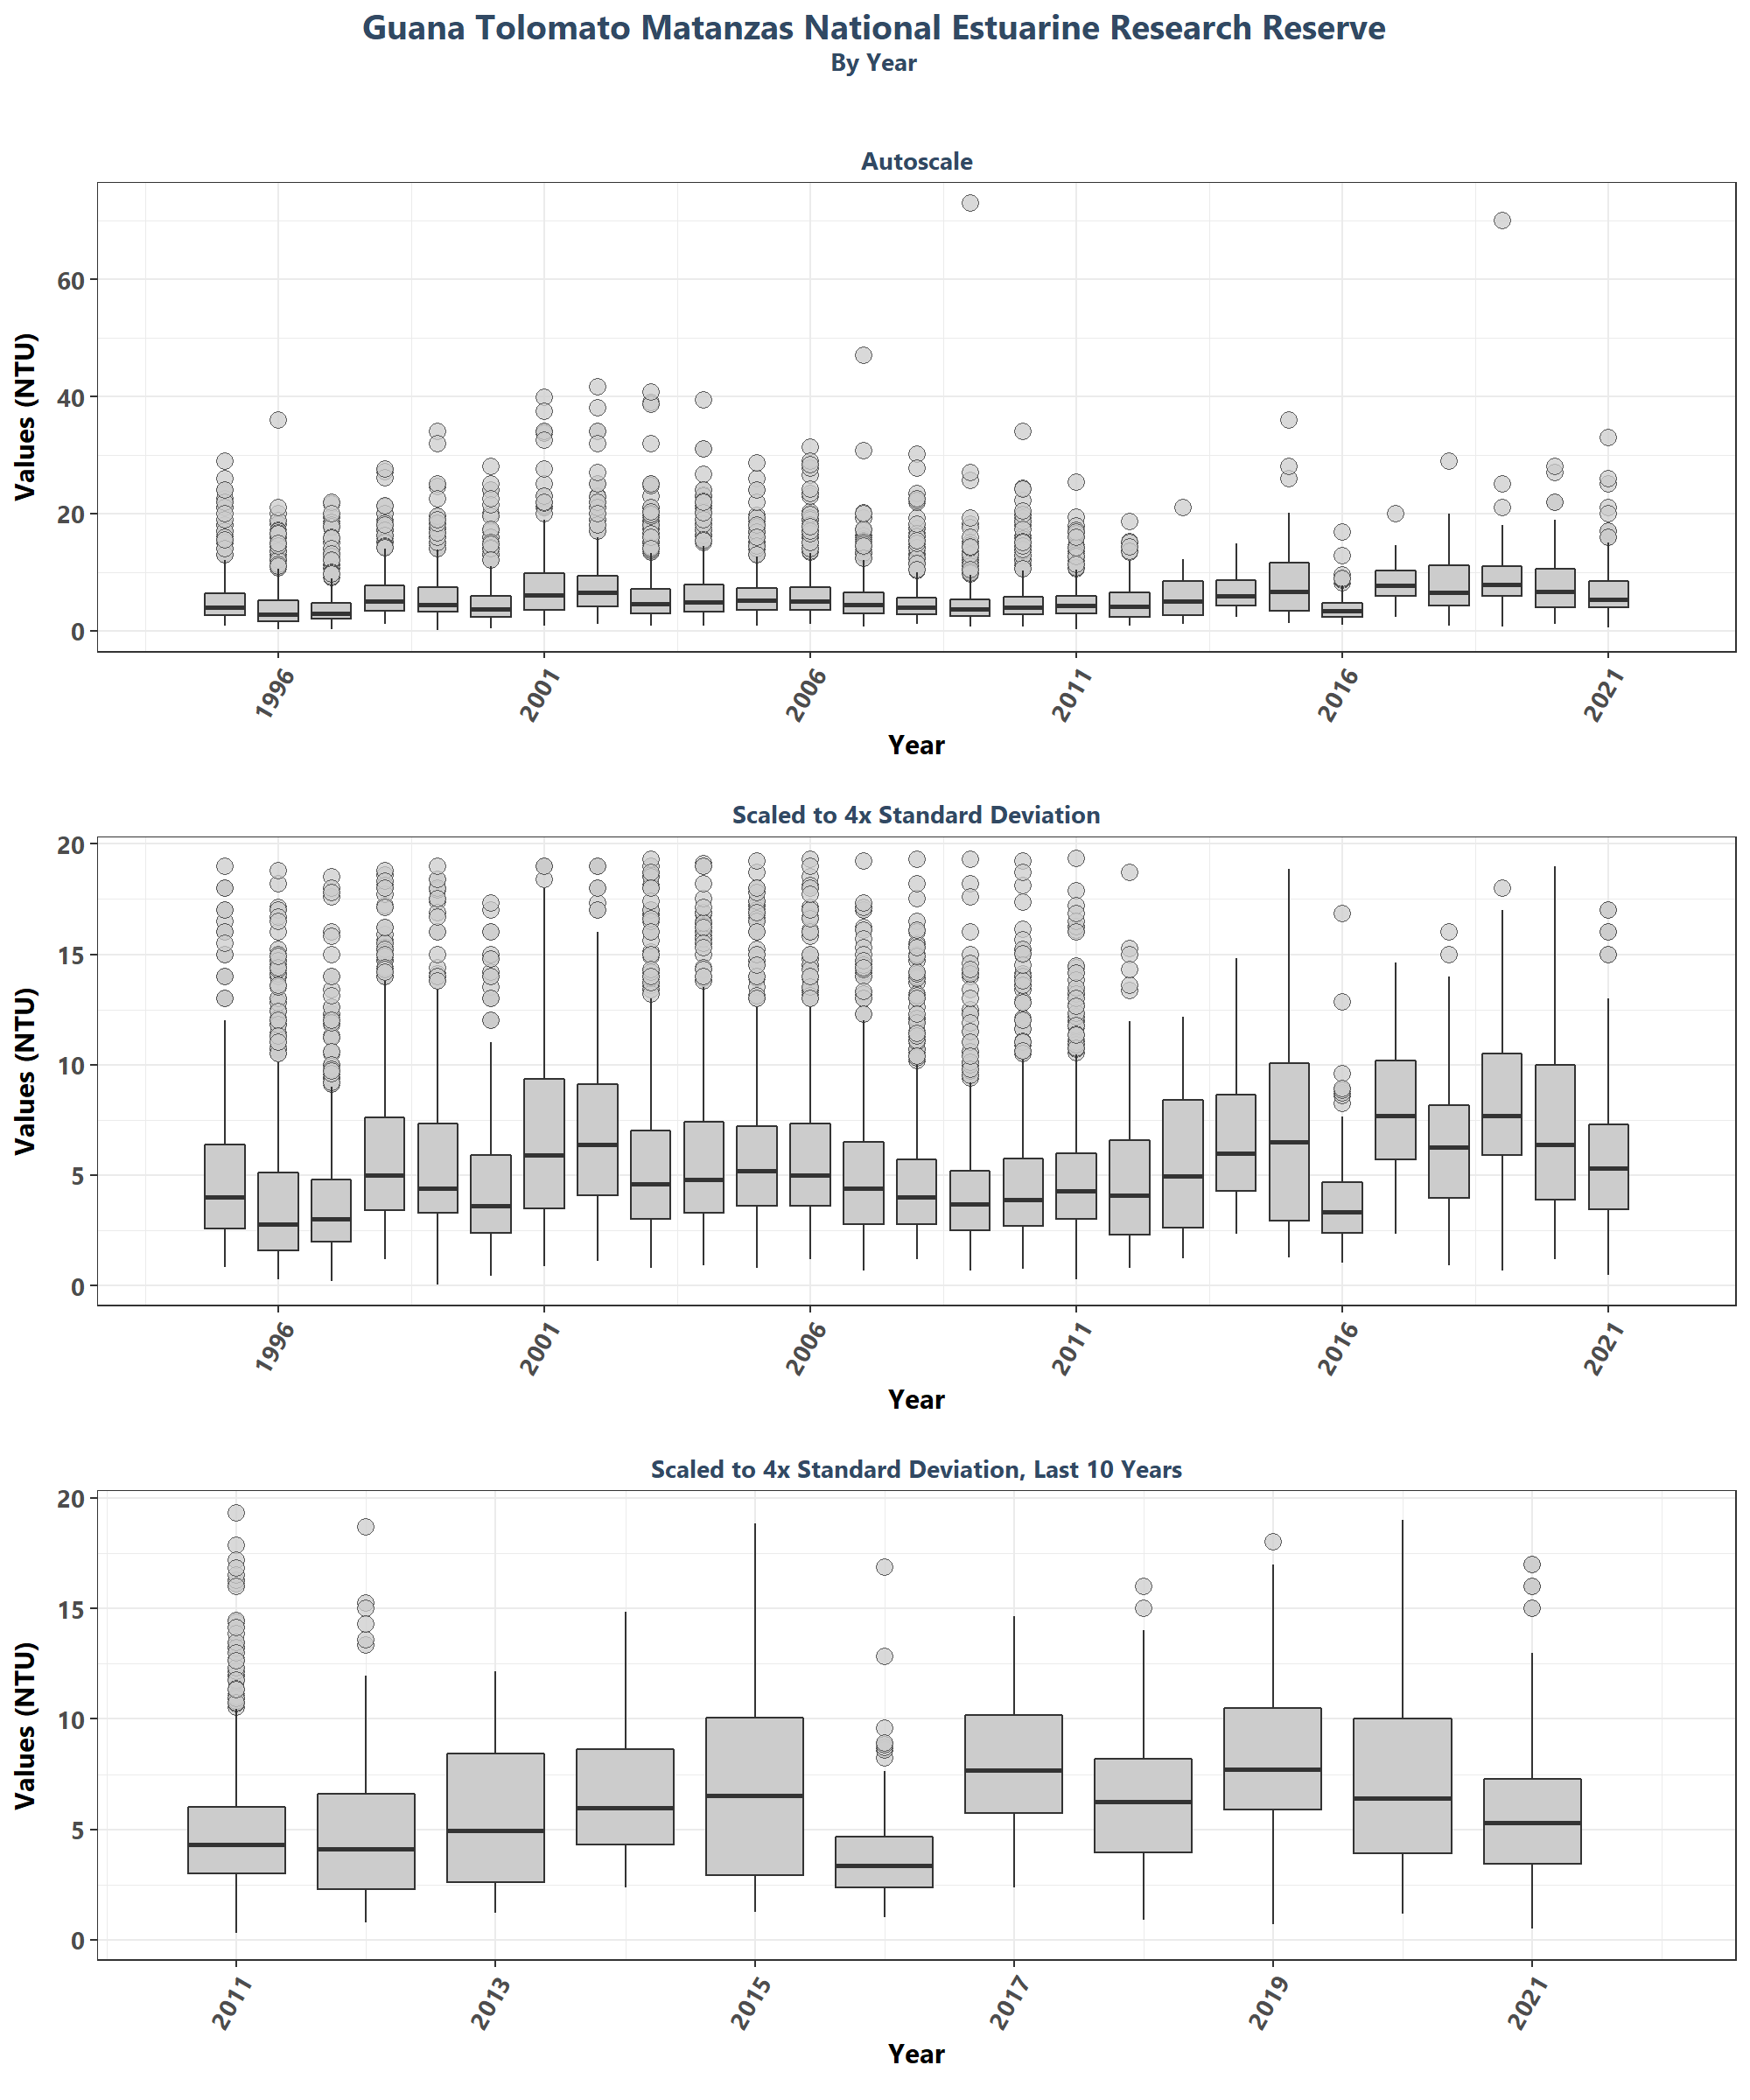 Guana Tolomato Matanzas National Estuarine Research Reserve
By Year
Autoscale
Values (NTU)
60
40
20
0
1996 2001 2006 2011 2016 2021
Year
Scaled to 4x Standard Deviation
Values (NTU)
20
15
10
5
0
1996 2001 2006 2011 2016 2021
Year
Scaled to 4x Standard Deviation, Last 10 Years
Values (NTU)
20
15
10
5
0
2011 2013 2015 2017 2019 2021
Year